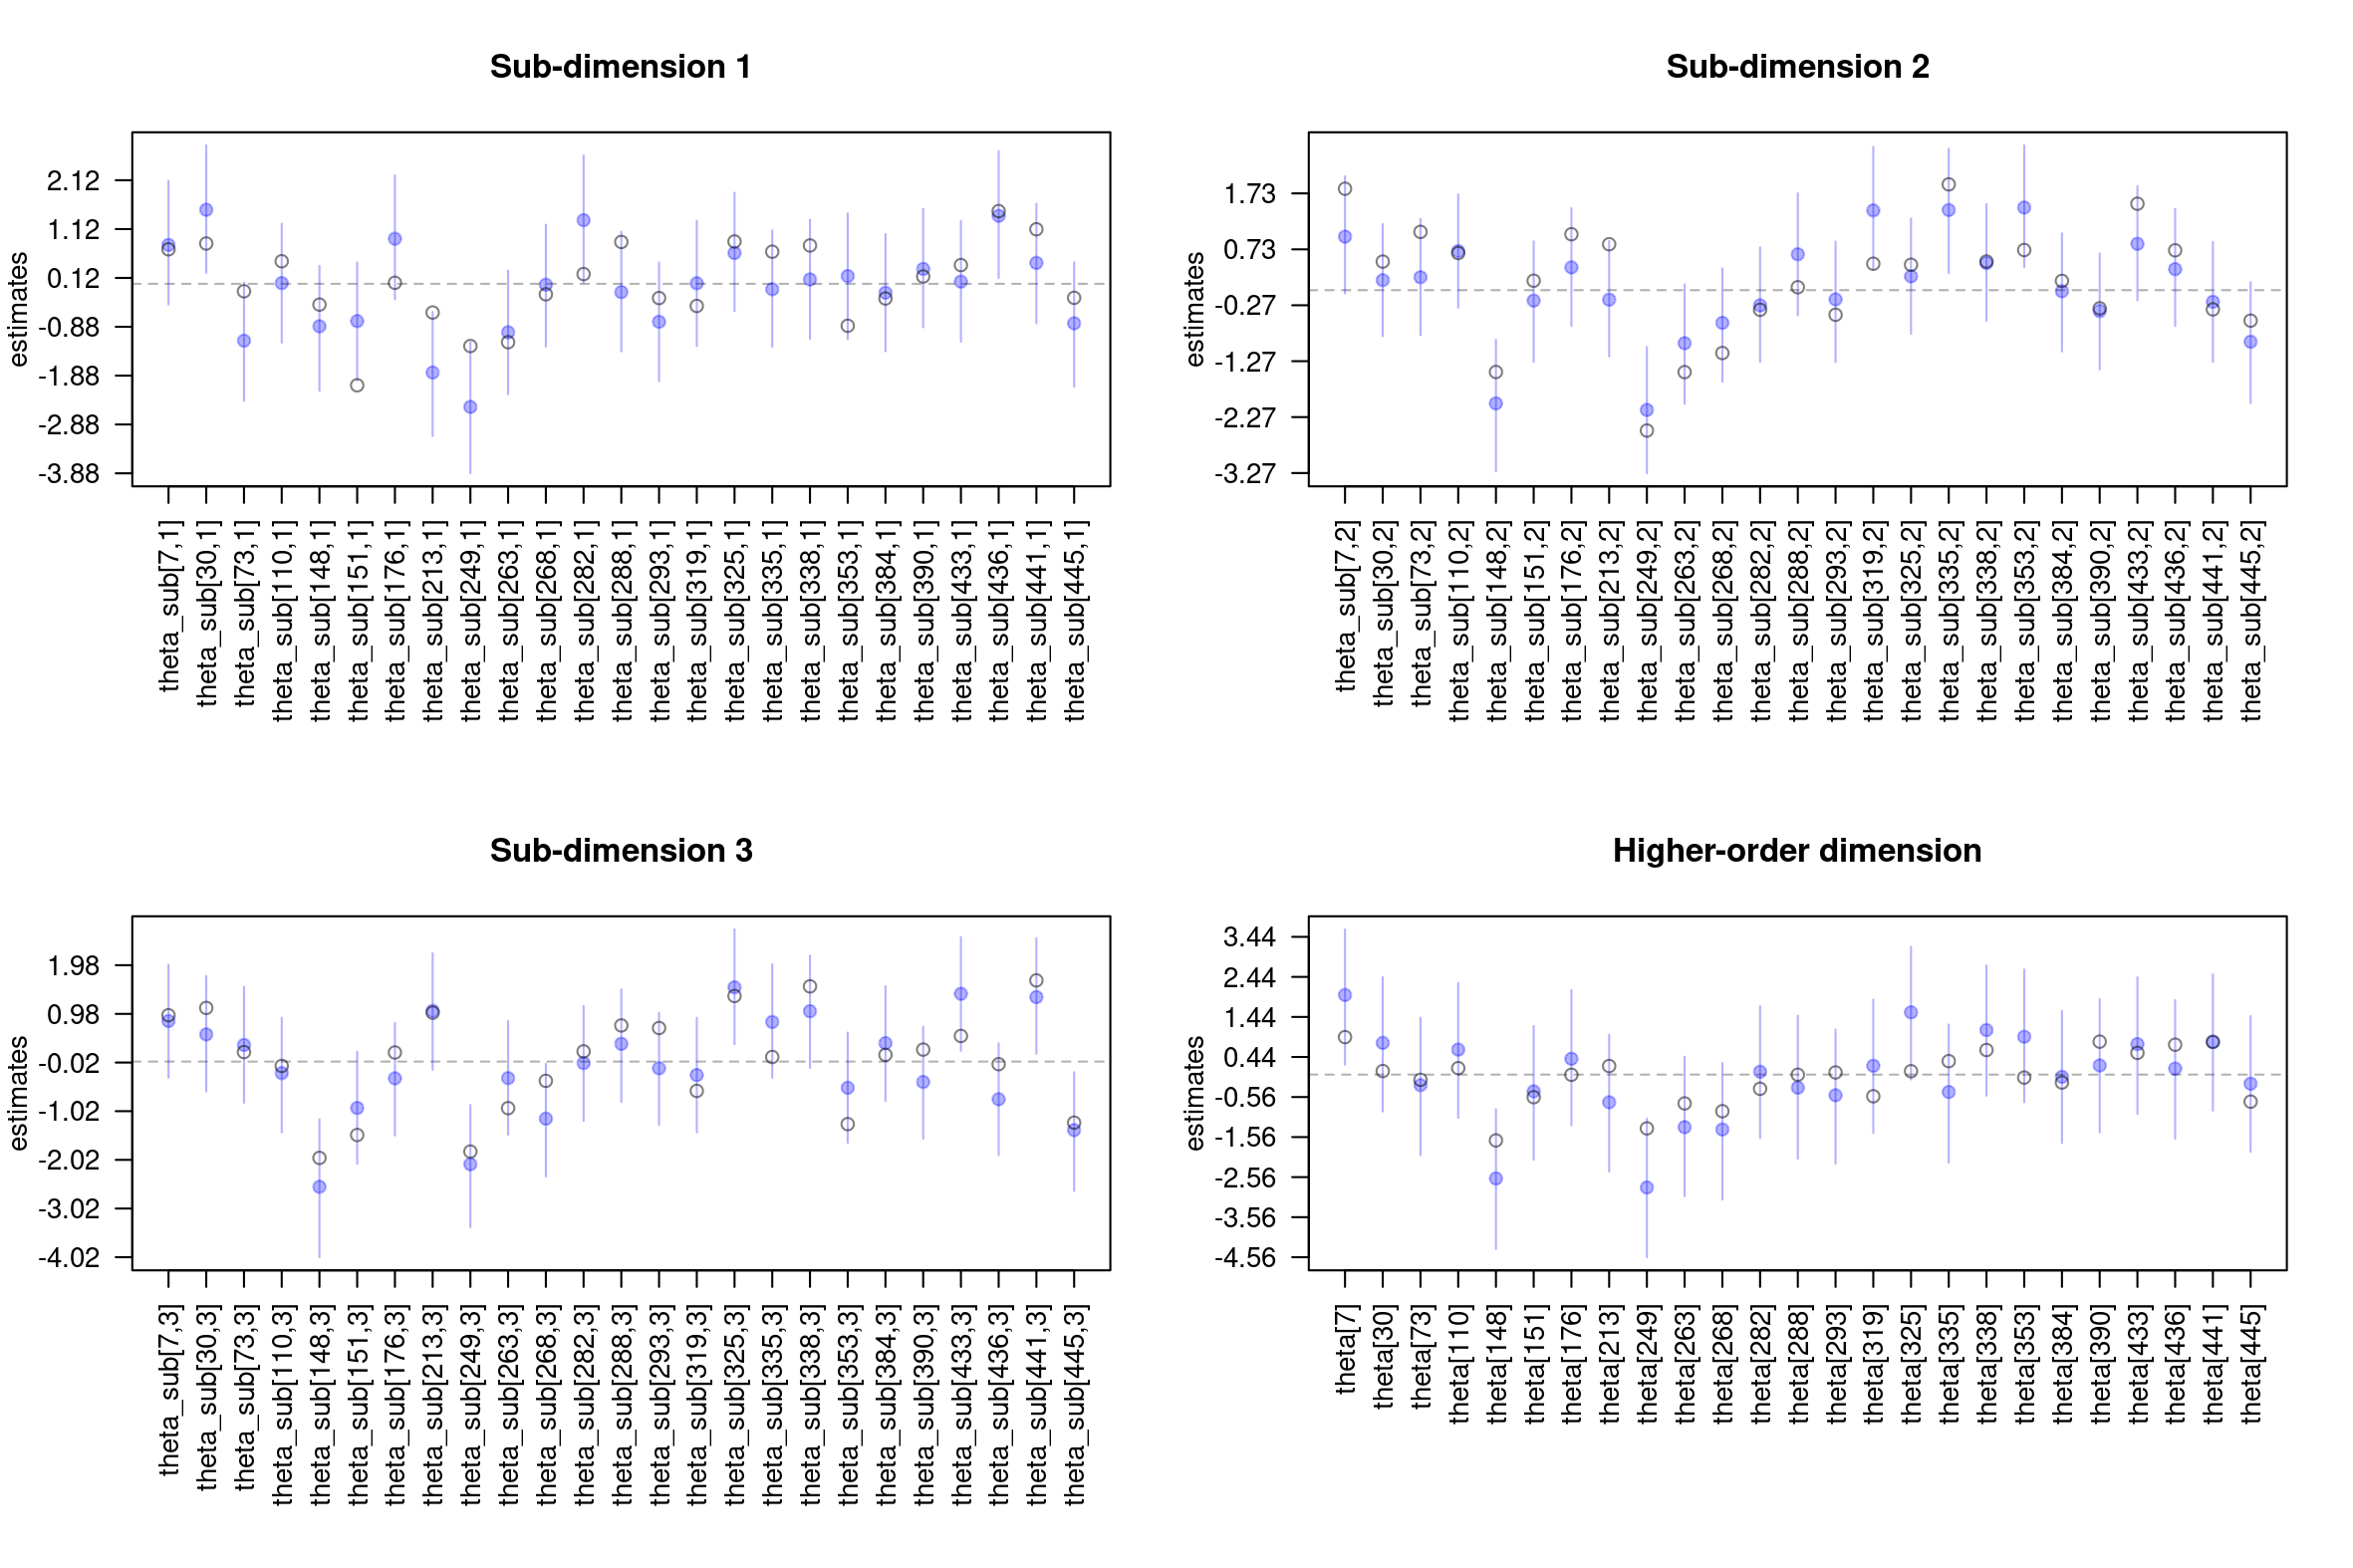 Sub-dimension 1
estimates
2.12
1.12
0.12
-0.88
-1.88
-2.88
-3.88
theta_sub[7,1]
theta_sub[30,1]
theta_sub[73,1]
theta_sub[110,1]
theta_sub[148,1]
theta_sub[151,1]
theta_sub[176,1]
theta_sub[213,1]
theta_sub[249,1]
theta_sub[263,1]
theta_sub[268,1]
theta_sub[282,1]
theta_sub[288,1]
theta_sub[293,1]
theta_sub[319,1]
theta_sub[325,1]
theta_sub[335,1]
theta_sub[338,1]
theta_sub[353,1]
theta_sub[384,1]
theta_sub[390,1]
theta_sub[433,1]
theta_sub[436,1]
theta_sub[441,1]
theta_sub[445,1]
Sub-dimension 2
estimates
1.73
0.73
-0.27
-1.27
-2.27
-3.27
theta_sub[7,2]
theta_sub[30,2]
theta_sub[73,2]
theta_sub[110,2]
theta_sub[148,2]
theta_sub[151,2]
theta_sub[176,2]
theta_sub[213,2]
theta_sub[249,2]
theta_sub[263,2]
theta_sub[268,2]
theta_sub[282,2]
theta_sub[288,2]
theta_sub[293,2]
theta_sub[319,2]
theta_sub[325,2]
theta_sub[335,2]
theta_sub[338,2]
theta_sub[353,2]
theta_sub[384,2]
theta_sub[390,2]
theta_sub[433,2]
theta_sub[436,2]
theta_sub[441,2]
theta_sub[445,2]
Sub-dimension 3
estimates
1.98
0.98
-0.02
-1.02
-2.02
-3.02
-4.02
theta_sub[7,3]
theta_sub[30,3]
theta_sub[73,3]
theta_sub[110,3]
theta_sub[148,3]
theta_sub[151,3]
theta_sub[176,3]
theta_sub[213,3]
theta_sub[249,3]
theta_sub[263,3]
theta_sub[268,3]
theta_sub[282,3]
theta_sub[288,3]
theta_sub[293,3]
theta_sub[319,3]
theta_sub[325,3]
theta_sub[335,3]
theta_sub[338,3]
theta_sub[353,3]
theta_sub[384,3]
theta_sub[390,3]
theta_sub[433,3]
theta_sub[436,3]
theta_sub[441,3]
theta_sub[445,3]
Higher-order dimension
estimates
3.44
2.44
1.44
0.44
-0.56
-1.56
-2.56
-3.56
-4.56
theta[7]
theta[30]
theta[73]
theta[110]
theta[148]
theta[151]
theta[176]
theta[213]
theta[249]
theta[263]
theta[268]
theta[282]
theta[288]
theta[293]
theta[319]
theta[325]
theta[335]
theta[338]
theta[353]
theta[384]
theta[390]
theta[433]
theta[436]
theta[441]
theta[445]